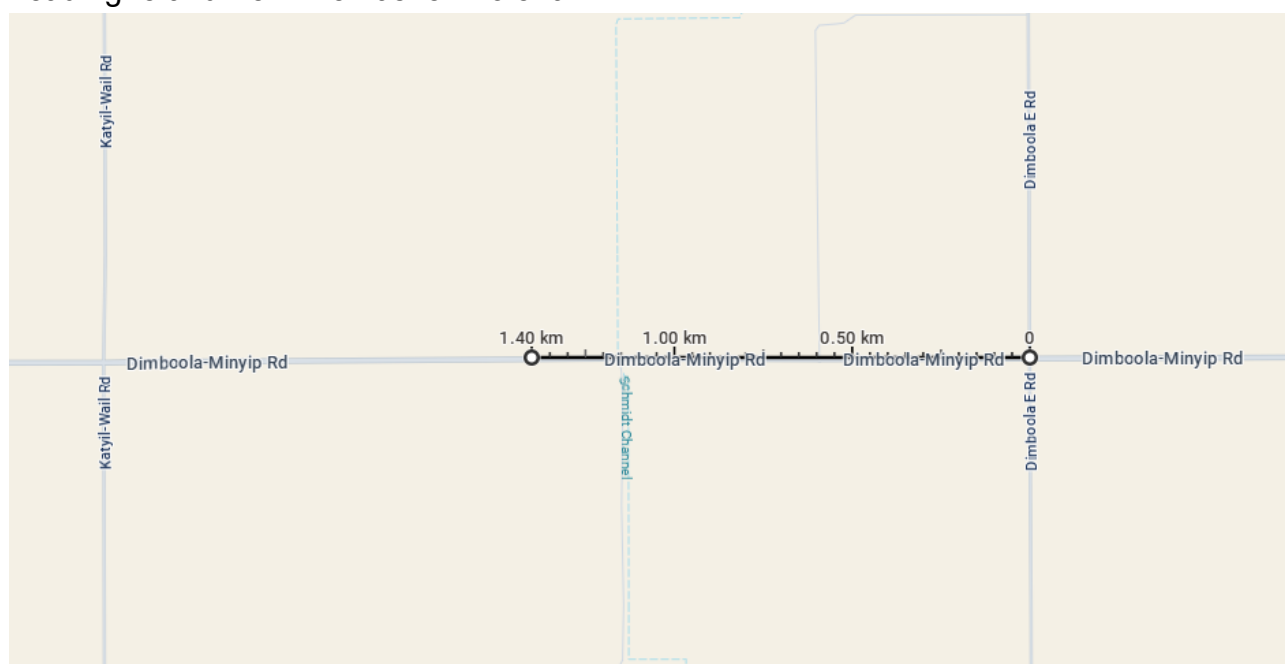 Katyil-Wail Rd
Dimboola E Rd
1.40 km
1.00 km
0.50 km
0
Dimboola-Minyip Rd
Dimboola-Minyip Rd
Dimboola-Minyip Rd
Dimboola-Minyip Rd
Katyil-Wail Rd
Schmidt Channel
Dimboola E Rd